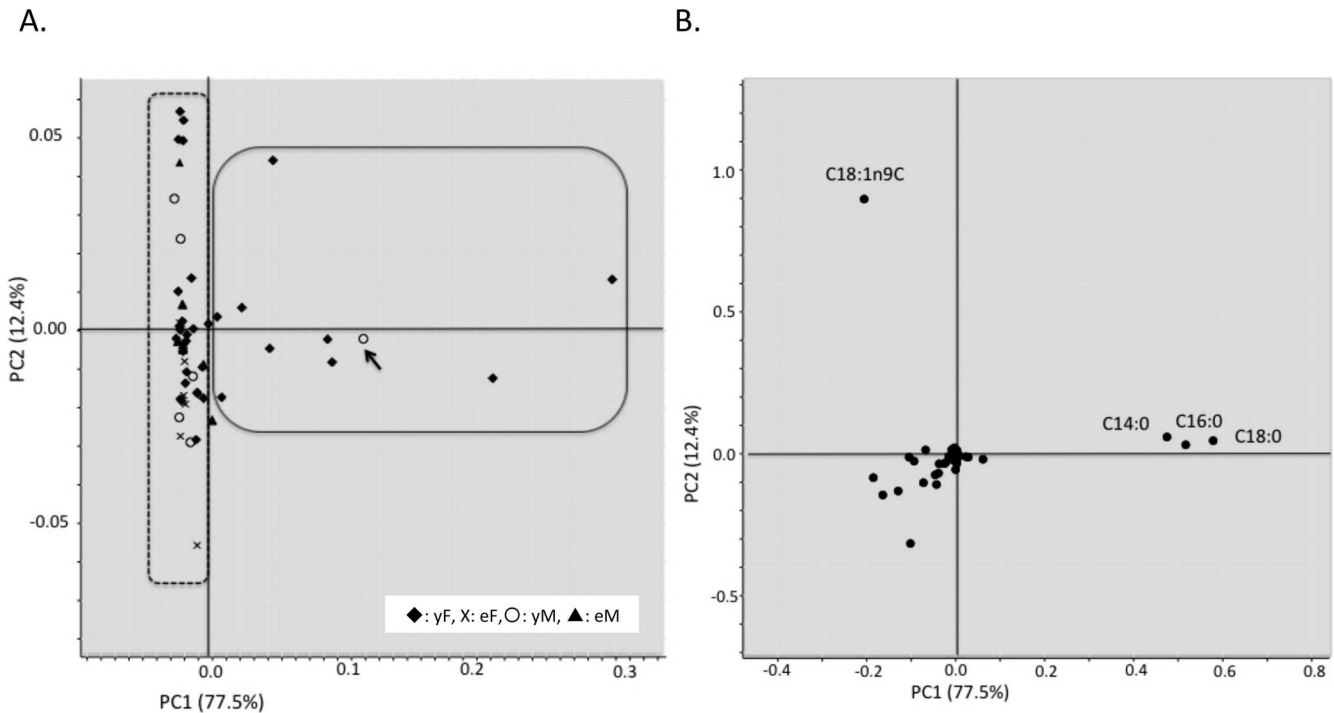 A.
B.
0.05
0.00
-0.05
PC2 (12.4%)
◆: yF, X: eF,○: yM, ▲: eM
0.0 0.1 0.2 0.3
PC1 (77.5%)
1.0
0.5
0.0
-0.5
PC2 (12.4%)
C18:1n9C
C14:0 C16:0 C18:0
-0.4 -0.2 0.0 0.2 0.4 0.6 0.8
PC1 (77.5%)